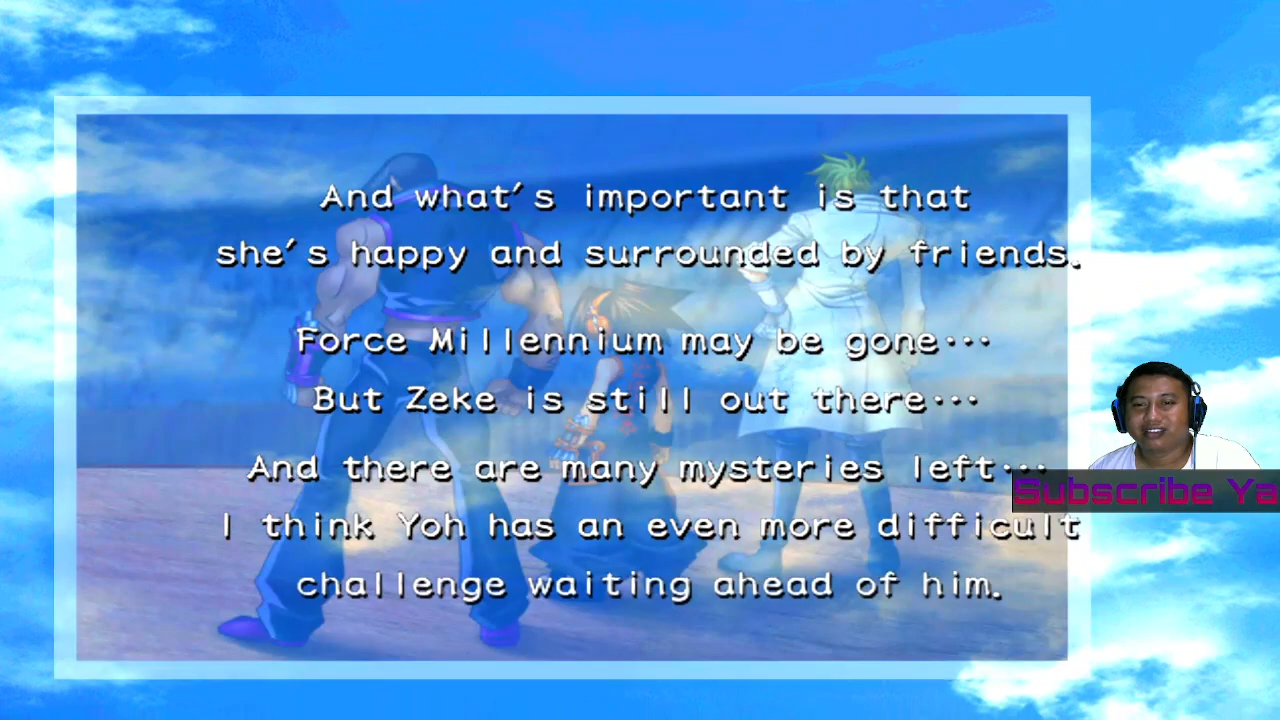 And what's important is that
she's happy and surrounded by friends.
Force Millennium may be gone…
But Zeke is still out there…
And there are many mysteries left…
I think Yoh has an even more difficult
challenge waiting ahead of him.
Subscribe Ya